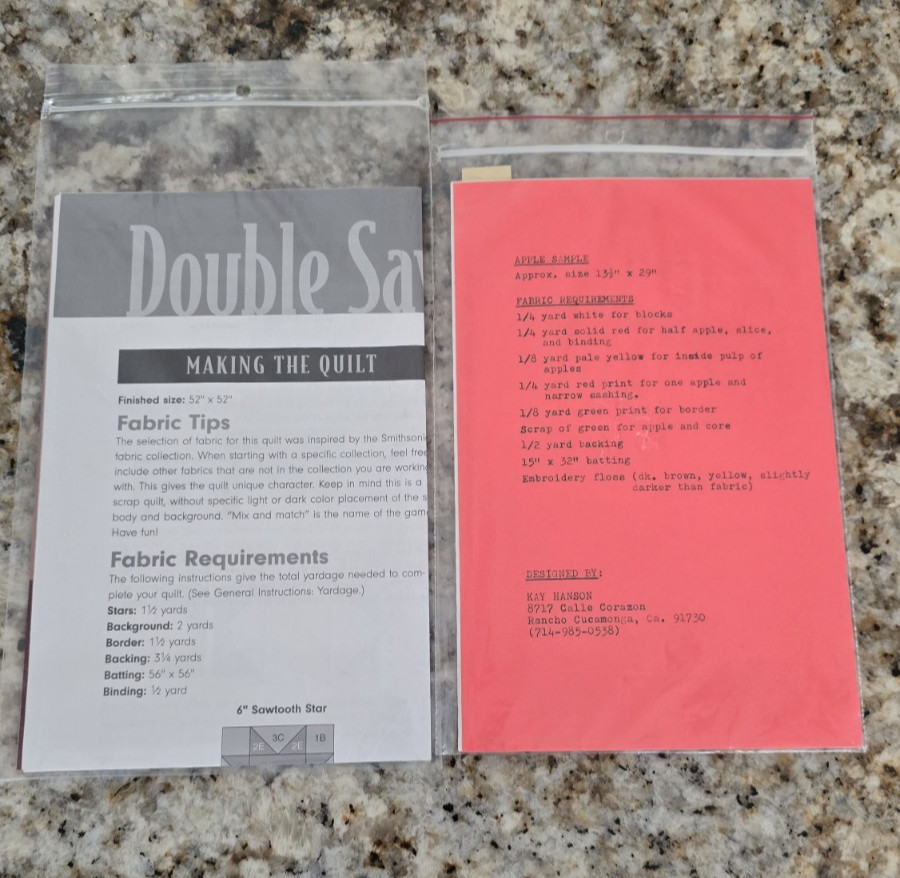 Double Sa
MAKING THE QUILT
Finished size: 52" x 52"
Fabric Tips
The selection of fabric for this quilt was inspired by the Smithsoni
fabric collection. When starting with a specific collection, feel free
include other fabrics that are not in the collection you are workin
with. This gives the quilt unique character. Keep in mind this is a
scrap quilt, without specific light or dark color placement of the s
body and background. "Mix and match" is the name of the gam
Have fun!
Fabric Requirements
The following instructions give the total yardage needed to com-
plete your quilt. (See General Instructions: Yardage.)
Stars: 1½ yards
Background: 2 yards
Border: 1½ yards
Backing: 3¼ yards
Batting: 56" x 56"
Binding: ½ yard
6" Sawtooth Star
3C 1B
2E 2E
APPLE SAMPLE
Approx. size 13½" x 29"
FABRIC REQUIREMENTS
1/4 yard white for blocks
1/4 yard solid red for half apple, slice,
and binding
1/8 yard pale yellow for inside pulp of
apples
1/4 yard red print for one apple and
narrow sashing.
1/8 yard green print for border
Scrap of green for apple and core
1/2 yard backing
15" x 32" batting
Embroidery floss (dk. brown, yellow, slightly
darker than fabric)
DESIGNED BY:
KAY HANSON
8717 Calle Corazon
Rancho Cucamonga, Ca. 91730
(714-985-0538)